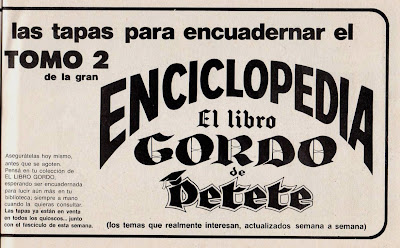 las tapas para encuadernar el
TOMO 2
de la gran
ENCICLOPEDIA
El libro
GORDO
de
Petete
Asegurátelas hoy mismo,
antes que se agoten.
Pensá en tu colección de
EL LIBRO GORDO,
esperando ser encuadernada
para lucir aún más en tu
biblioteca; siempre a mano
cuando la quieras consultar.
Las tapas ya están en venta
en todos los quioscos... junto
con el fascículo de esta semana.
(los temas que realmente interesan, actualizados semana a semana)